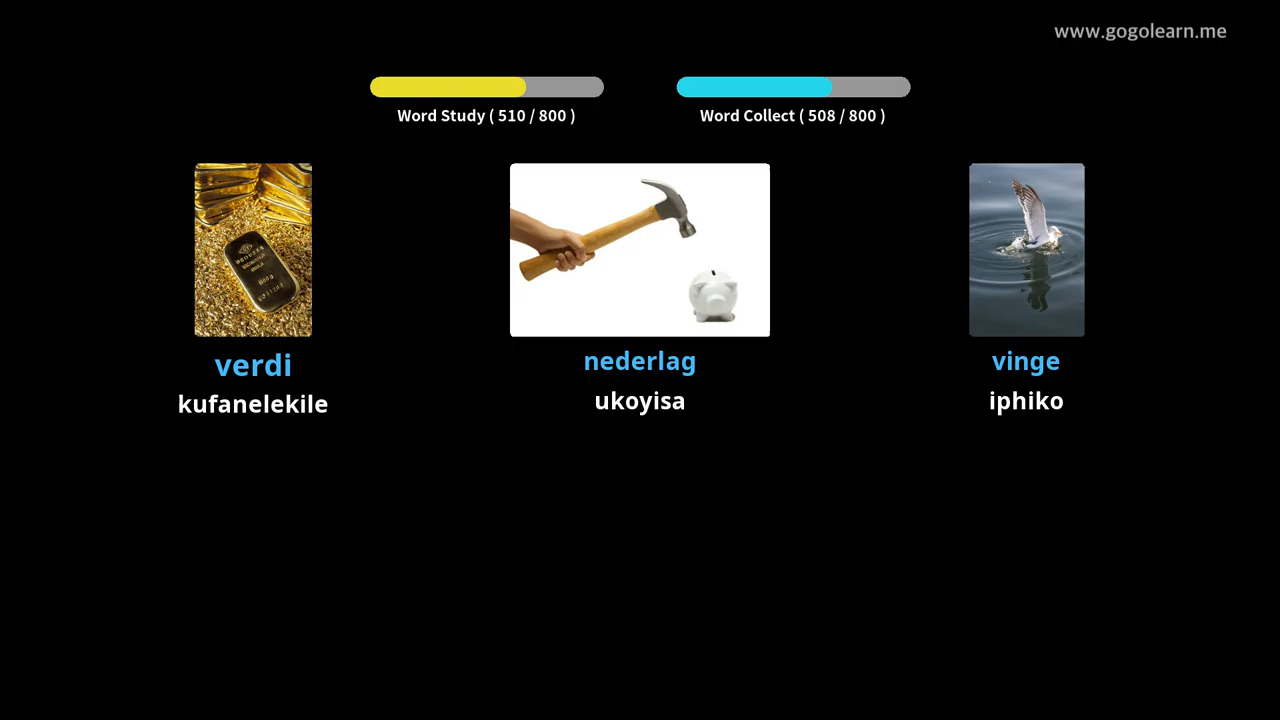 www.gogolearn.me
Word Study ( 510 / 800 )
Word Collect ( 508 / 800 )
verdi
kufanelekile
nederlag
ukoyisa
vinge
iphiko